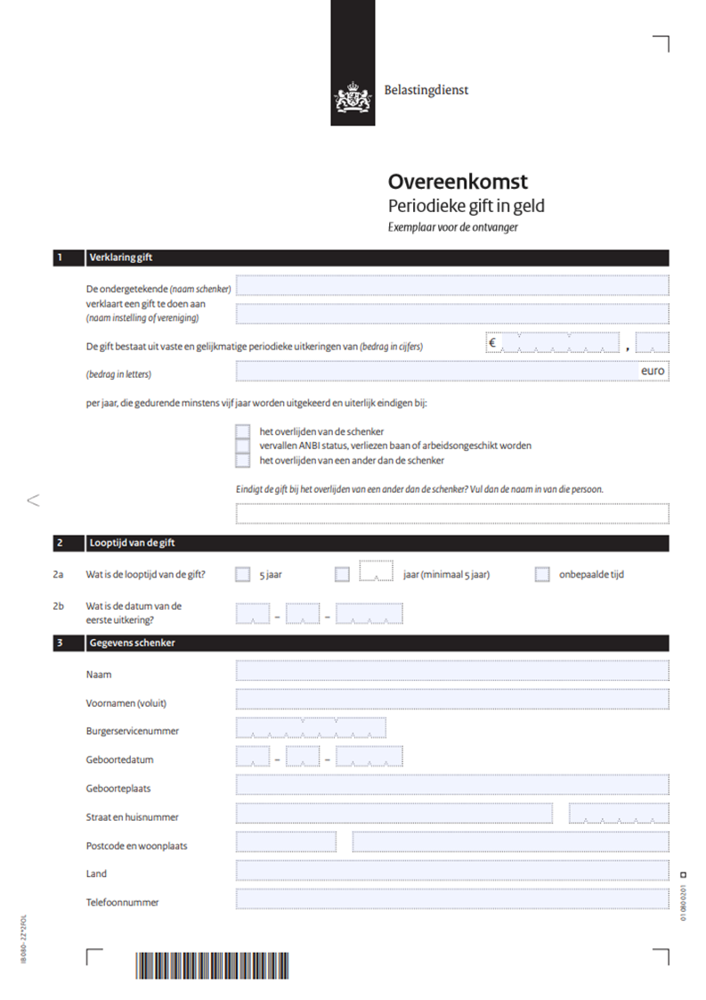 Belastingdienst
Overeenkomst
Periodieke gift in geld
Exemplaar voor de ontvanger
1 Verklaring gift
De ondergetekende (naam schenker)
verklaart een gift te doen aan
(naam instelling of vereniging)
De gift bestaat uit vaste en gelijkmatige periodieke uitkeringen van (bedrag in cijfers) € ,
(bedrag in letters) euro
per jaar, die gedurende minstens vijf jaar worden uitgekeerd en uiterlijk eindigen bij:
het overlijden van de schenker
vervallen ANBI status, verliezen baan of arbeidsongeschikt worden
het overlijden van een ander dan de schenker
Eindigt de gift bij het overlijden van een ander dan de schenker? Vul dan de naam in van die persoon.
<
2 Looptijd van de gift
2a Wat is de looptijd van de gift? 5 jaar jaar (minimaal 5 jaar) onbepaalde tijd
2b Wat is de datum van de
eerste uitkering? – –
3 Gegevens schenker
Naam
Voornamen (voluit)
Burgerservicenummer
Geboortedatum – –
Geboorteplaats
Straat en huisnummer
Postcode en woonplaats
Land
Telefoonnummer
IB 080 - 2Z*2FOL
01 080 02 01